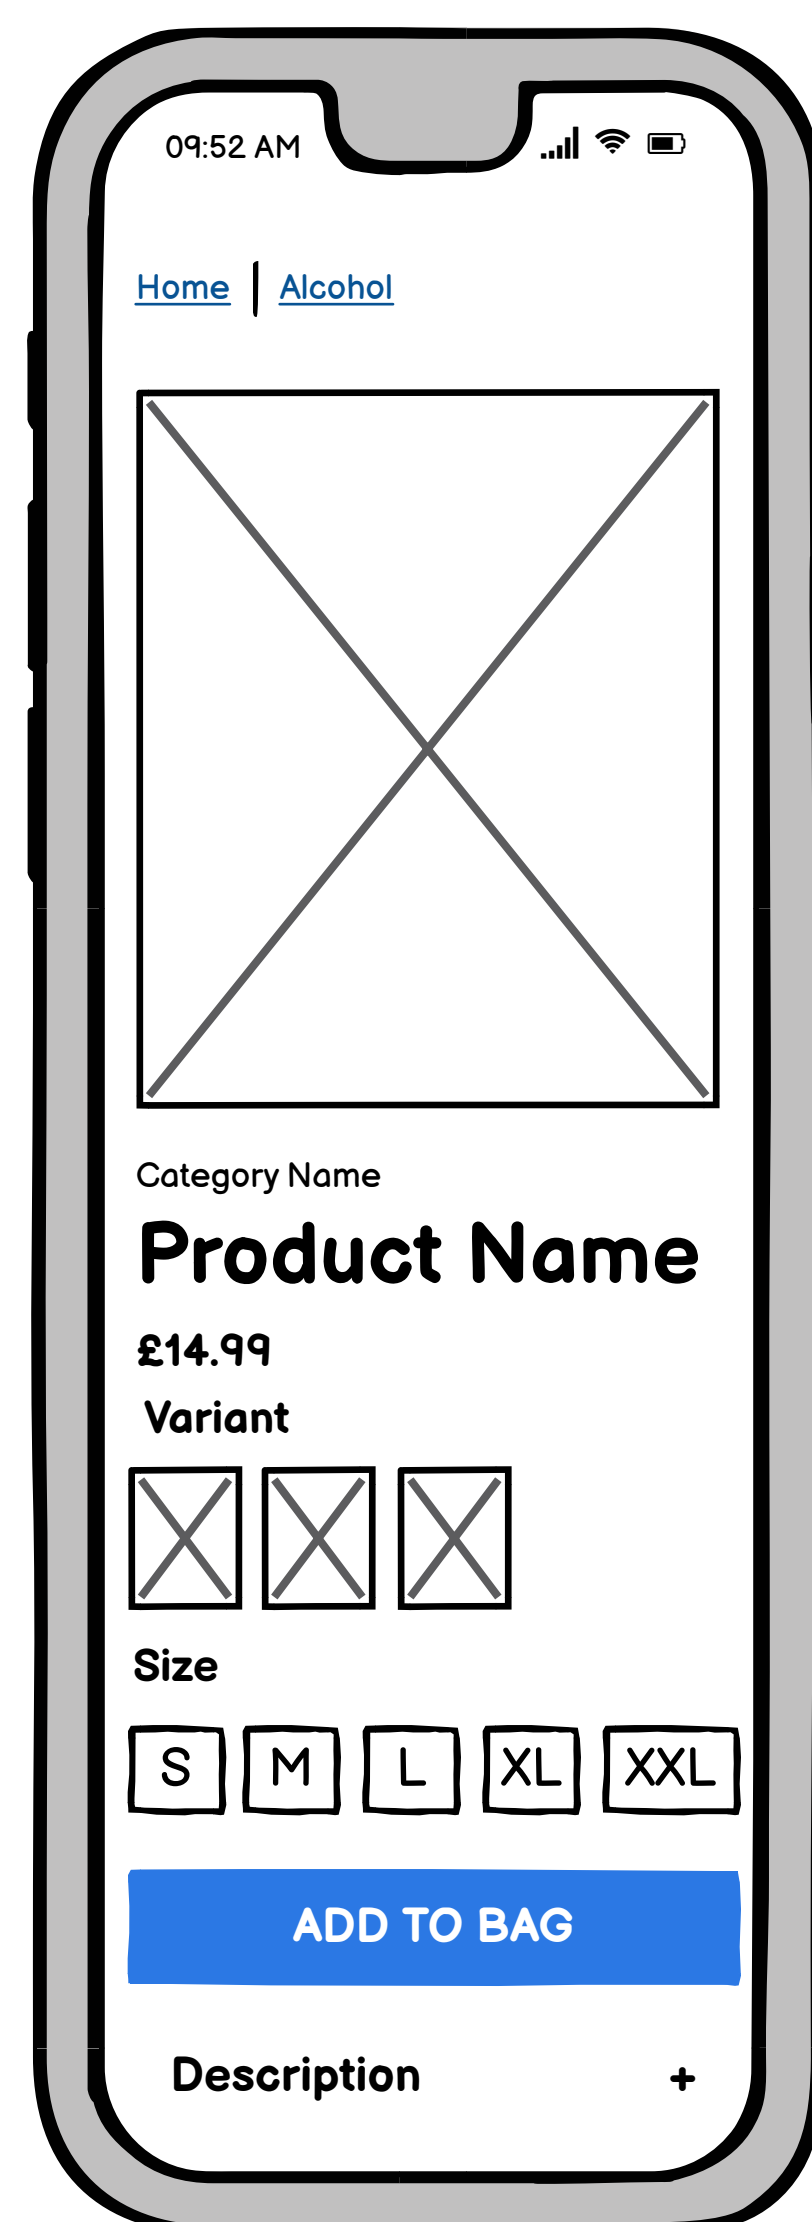 09:52 AM
Home | Alcohol
Category Name
Product Name
£14.99
Variant
Size
S M L XL XXL
ADD TO BAG
Description +